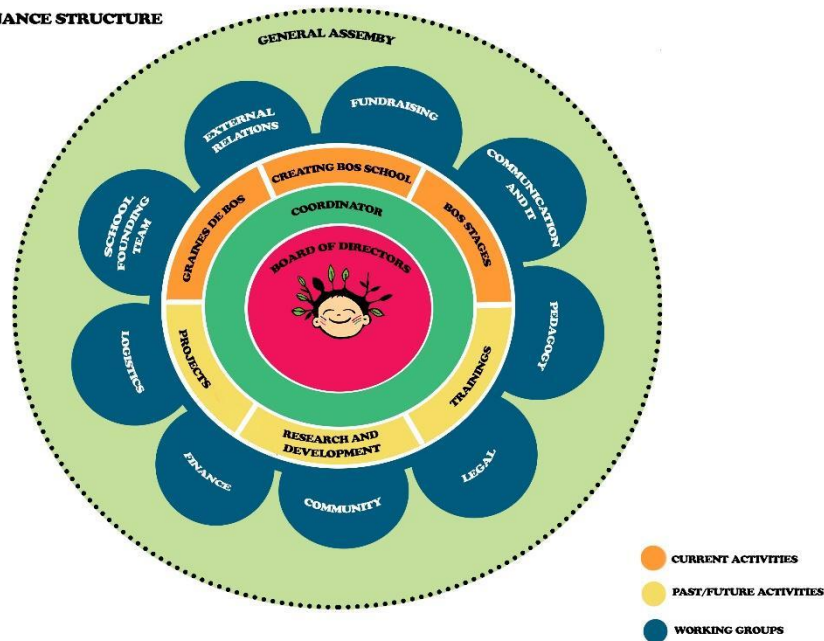 NANCE STRUCTURE
GENERAL ASSEMBY
EXTERNAL
RELATIONS
FUNDRAISING
COMMUNICATION
AND IT
SCHOOL
FOUNDING
TEAM
GRAINES DE BOS
CREATING BOS SCHOOL
BOS STAGES
COORDINATOR
BOARD OF DIRECTORS
PEDAGOGY
LOGISTICS
PROJECTS
TRAININGS
RESEARCH AND
DEVELOPMENT
FINANCE
COMMUNITY
LEGAL
CURRENT ACTIVITIES
PAST/FUTURE ACTIVITIES
WORKING GROUPS